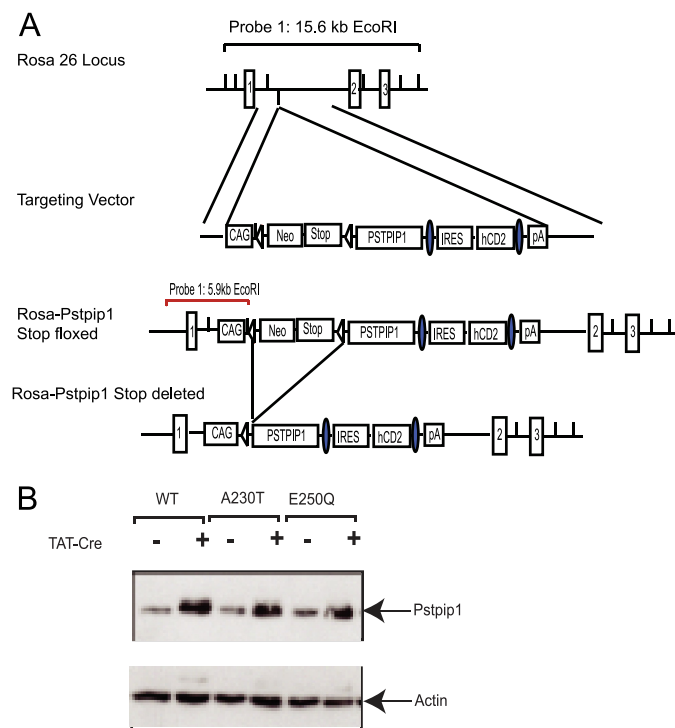 A
Probe 1: 15.6 kb EcoRI
Rosa 26 Locus
1 2 3
Targeting Vector
CAG Neo Stop PSTPIP1 IRES hCD2 pA
Probe 1: 5.9kb EcoRI
Rosa-Pstpip1
Stop floxed
1 CAG Neo Stop PSTPIP1 IRES hCD2 pA 2 3
Rosa-Pstpip1 Stop deleted
1 CAG PSTPIP1 IRES hCD2 pA 2 3
B
WT A230T E250Q
TAT-Cre - + - + - +
Pstpip1
Actin